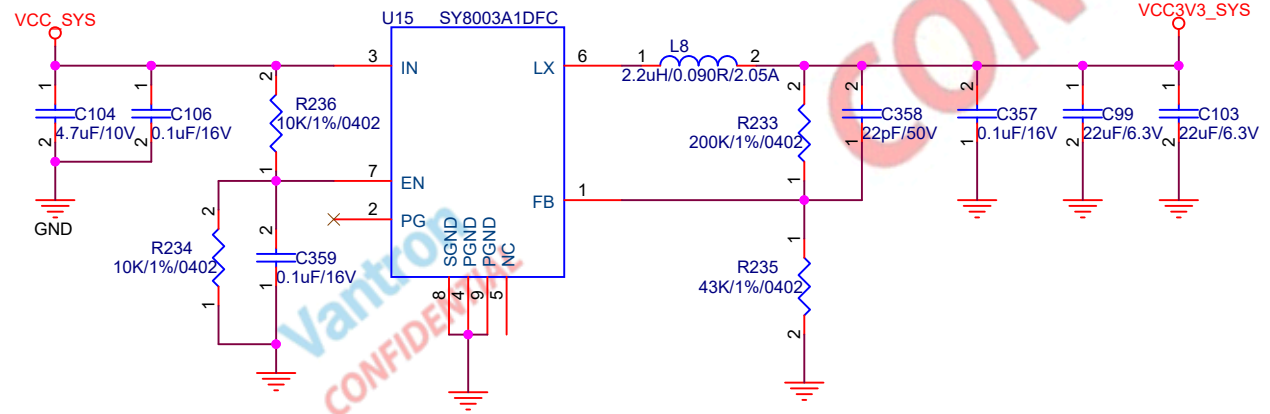 VCC_SYS
VCC3V3_SYS
U15 SY8003A1DFC
3 IN
LX 6
L8
1 2
2.2uH/0.090R/2.05A
1
C104
4.7uF/10V
2
1
C106
0.1uF/16V
2
2
R236
10K/1%/0402
1
2
R233
200K/1%/0402
1
2
C358
22pF/50V
1
2
C357
0.1uF/16V
1
1
C99
22uF/6.3V
2
1
C103
22uF/6.3V
2
GND
7 EN
2 PG
FB 1
2
R234
10K/1%/0402
1
2
C359
0.1uF/16V
1
SGND
PGND
PGND
NC
8
4
9
5
1
R235
43K/1%/0402
2
Vantron
CONFIDENTIAL
CON